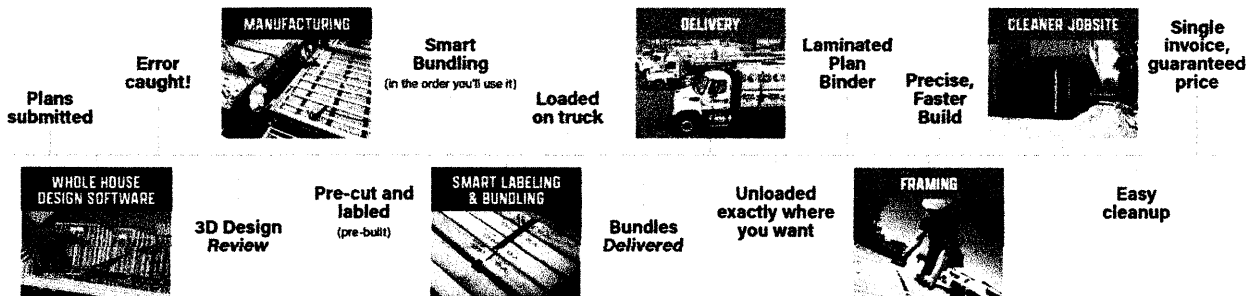 Plans
submitted
Error
caught!
MANUFACTURING
Smart
Bundling
(in the order you'll use it)
Loaded
on truck
DELIVERY
Laminated
Plan
Binder
Precise,
Faster
Build
CLEANER JOBSITE
Single
invoice,
guaranteed
price
WHOLE HOUSE
DESIGN SOFTWARE
3D Design
Review
Pre-cut and
labled
(pre-built)
SMART LABELING
& BUNDLING
Bundles
Delivered
Unloaded
exactly where
you want
FRAMING
Easy
cleanup